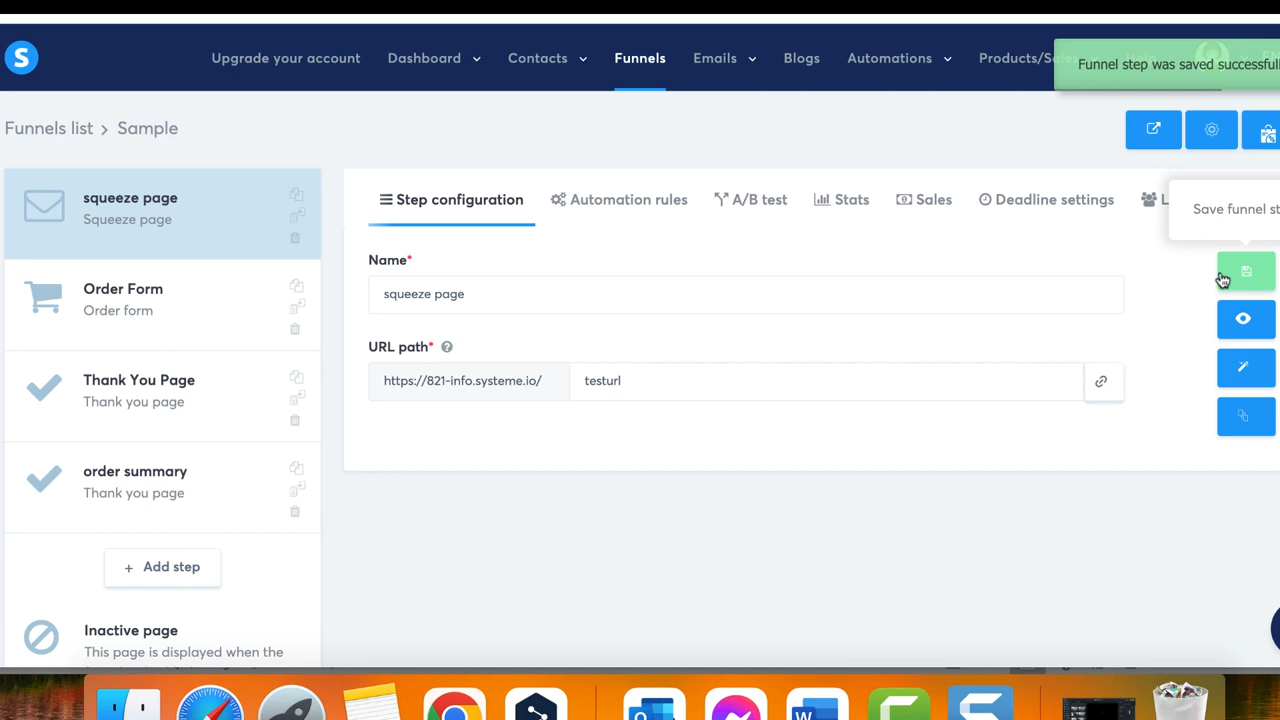 S
Upgrade your account
Dashboard
Contacts
Funnels
Emails
Blogs
Automations
Funnel step was saved successfull
Funnels list > Sample
squeeze page
Squeeze page
Order Form
Order form
Thank You Page
Thank you page
order summary
Thank you page
+ Add step
Inactive page
This page is displayed when the
Step configuration
Automation rules
A/B test
Stats
Sales
Deadline settings
L
Save funnel st
Name*
squeeze page
URL path* ?
https://821-info.systeme.io/
testurl